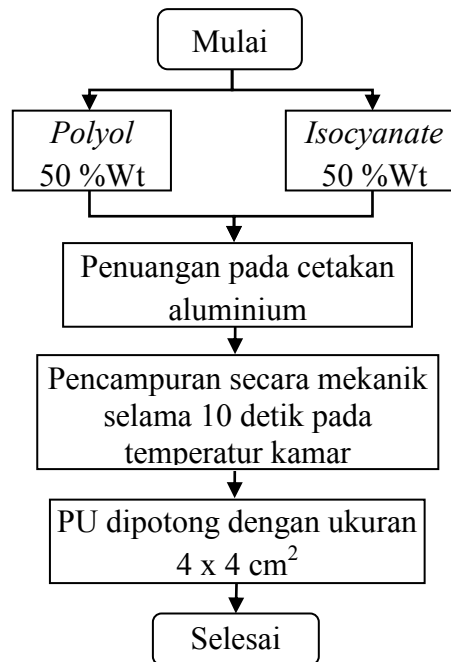 Mulai
Polyol
50 %Wt
Isocyanate
50 %Wt
Penuangan pada cetakan
aluminium
Pencampuran secara mekanik
selama 10 detik pada
temperatur kamar
PU dipotong dengan ukuran
4 x 4 cm²
Selesai